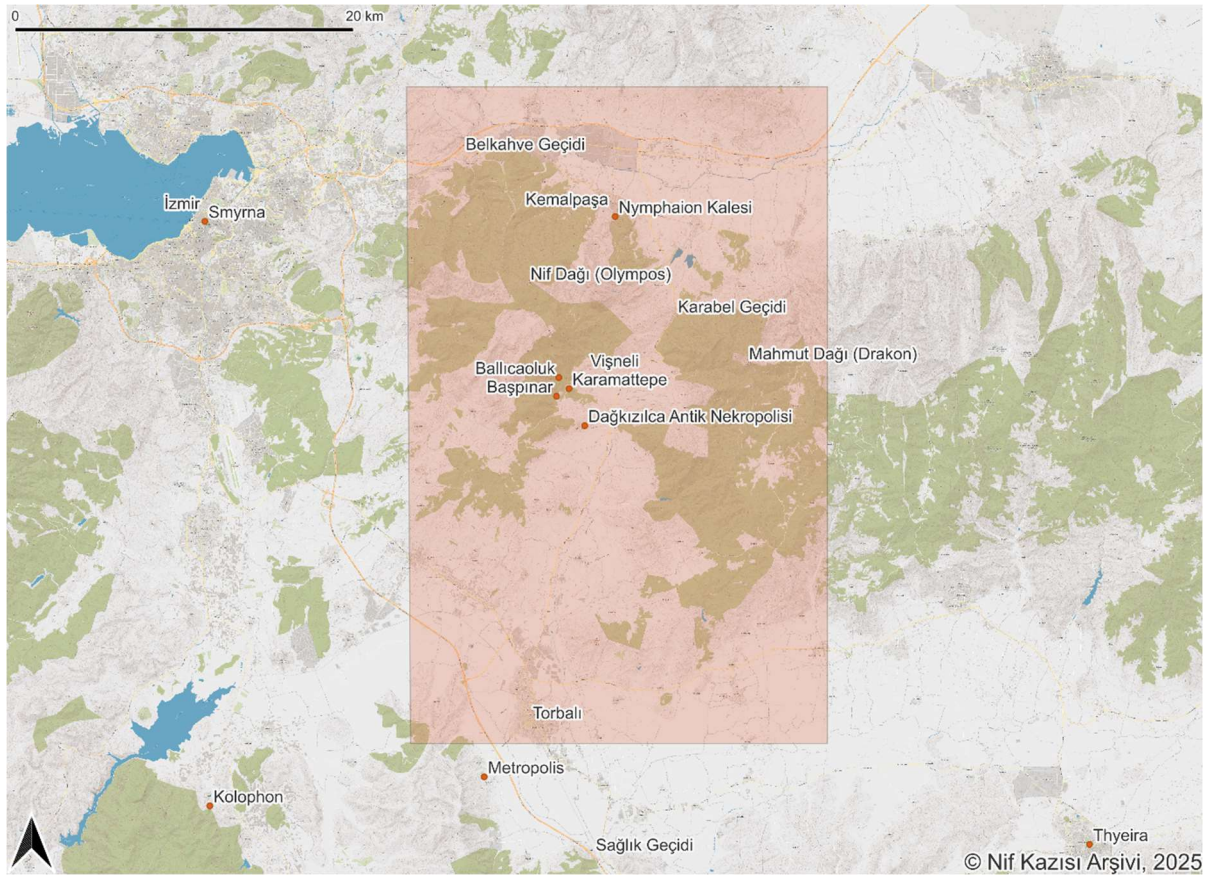 0 20 km
Belkahve Geçidi
Kemalpaşa
İzmir
Smyrna
Nymphaion Kalesi
Nif Dağı (Olympos)
Karabel Geçidi
Mahmut Dağı (Drakon)
Vişneli
Ballıcaoluk
Karamattepe
Başpınar
Dağkızılca Antik Nekropolisi
Torbalı
Metropolis
Kolophon
Thyeira
Sağlık Geçidi
© Nif Kazısı Arşivi, 2025